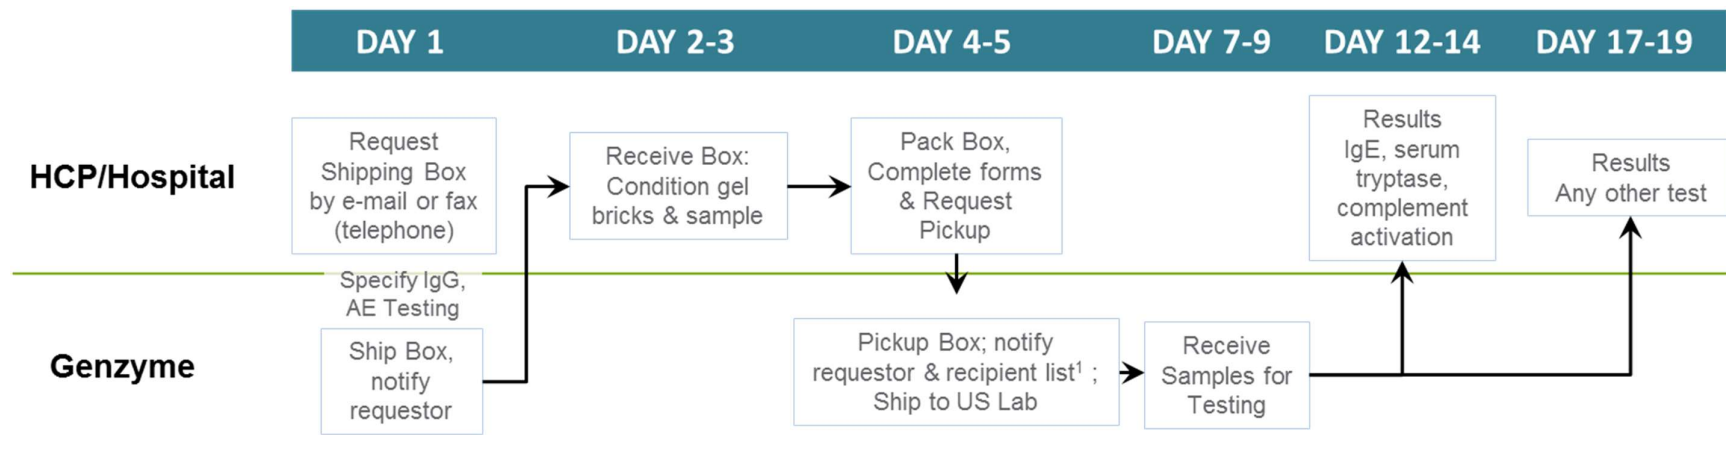 DAY 1
DAY 2-3
DAY 4-5
DAY 7-9
DAY 12-14
DAY 17-19
HCP/Hospital
Request
Shipping Box
by e-mail or fax
(telephone)
Receive Box:
Condition gel
bricks & sample
Pack Box,
Complete forms
& Request
Pickup
Results
IgE, serum
tryptase,
complement
activation
Results
Any other test
Specify IgG,
AE Testing
Genzyme
Ship Box,
notify
requestor
Pickup Box; notify
requestor & recipient list¹ ;
Ship to US Lab
Receive
Samples for
Testing